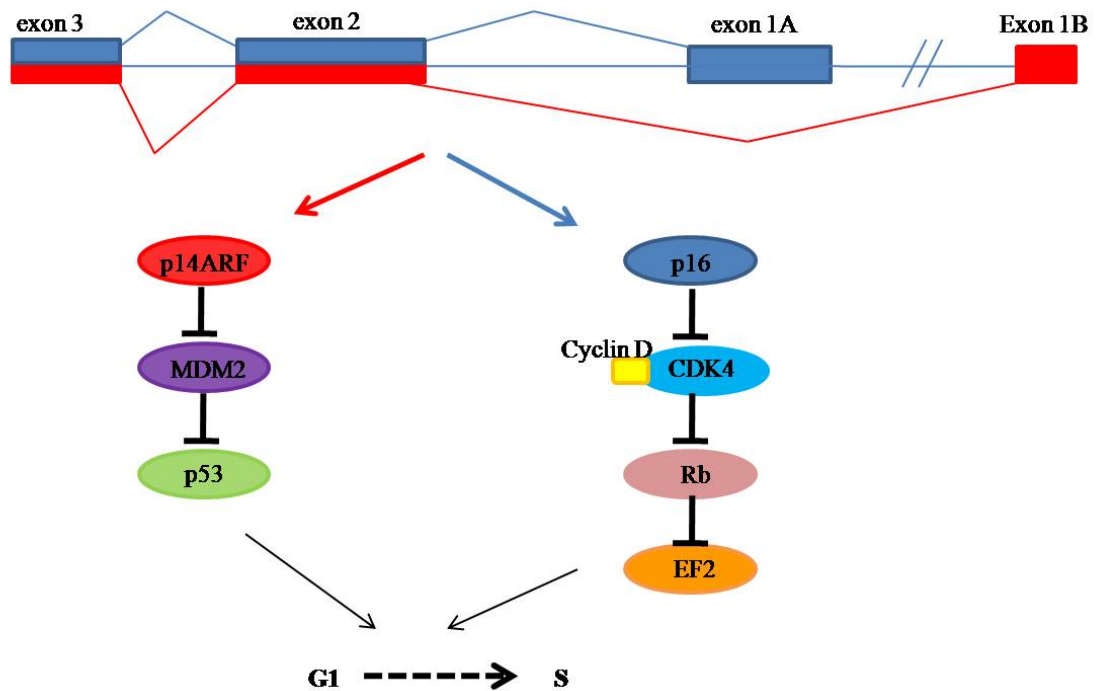 exon 3
exon 2
exon 1A
Exon 1B
p14ARF
p16
MDM2
Cyclin D
CDK4
p53
Rb
EF2
G1
S